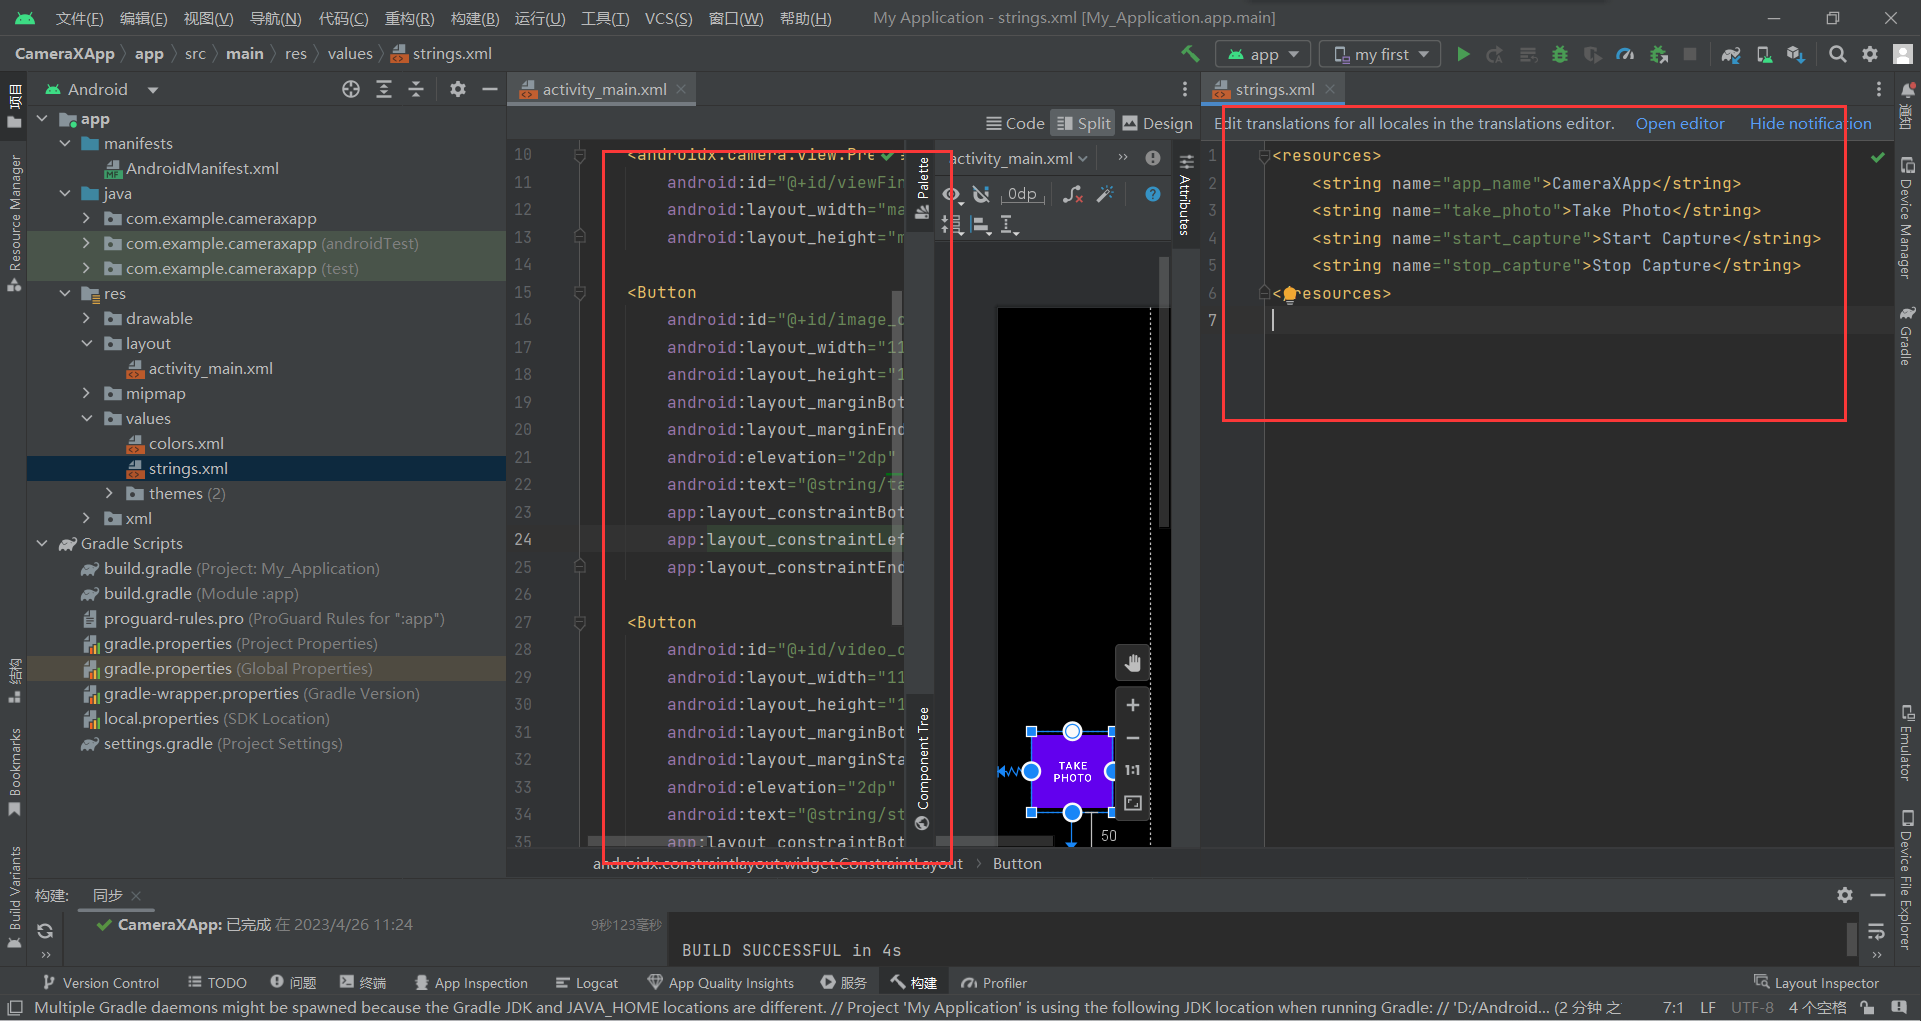 文件(F) 编辑(E) 视图(V) 导航(N) 代码(C) 重构(R) 构建(B) 运行(U) 工具(T) VCS(S) 窗口(W) 帮助(H) My Application - strings.xml [My_Application.app.main]
CameraXApp app src main res values strings.xml app my first
Android
app
manifests
AndroidManifest.xml
java
com.example.cameraxapp
com.example.cameraxapp (androidTest)
com.example.cameraxapp (test)
res
drawable
layout
activity_main.xml
mipmap
values
colors.xml
strings.xml
themes (2)
xml
Gradle Scripts
build.gradle (Project: My_Application)
build.gradle (Module :app)
proguard-rules.pro (ProGuard Rules for ":app")
gradle.properties (Project Properties)
gradle.properties (Global Properties)
gradle-wrapper.properties (Gradle Version)
local.properties (SDK Location)
settings.gradle (Project Settings)
项目
Resource Manager
结构
Bookmarks
Build Variants
activity_main.xml
Code Split Design
10 <androidx.camera.view.Pre
11 android:id="@+id/viewFin
12 android:layout_width="ma
13 android:layout_height="m
14
15 <Button
16 android:id="@+id/image_c
17 android:layout_width="11
18 android:layout_height="1
19 android:layout_marginBot
20 android:layout_marginEnd
21 android:elevation="2dp"
22 android:text="@string/ta
23 app:layout_constraintBot
24 app:layout_constraintLef
25 app:layout_constraintEnd
26
27 <Button
28 android:id="@+id/video_c
29 android:layout_width="11
30 android:layout_height="1
31 android:layout_marginBot
32 android:layout_marginSta
33 android:elevation="2dp"
34 android:text="@string/st
35 app:layout_constraintBot
androidx.constraintlayout.widget.ConstraintLayout Button
Palette
Component Tree
activity_main.xml
0dp
Attributes
TAKE
PHOTO
1:1
50
strings.xml
Edit translations for all locales in the translations editor. Open editor Hide notification
1 <resources>
2 <string name="app_name">CameraXApp</string>
3 <string name="take_photo">Take Photo</string>
4 <string name="start_capture">Start Capture</string>
5 <string name="stop_capture">Stop Capture</string>
6 </resources>
7
通知
Device Manager
Gradle
Emulator
Device File Explorer
构建: 同步
CameraXApp: 已完成 在 2023/4/26 11:24 9秒123毫秒
BUILD SUCCESSFUL in 4s
Version Control TODO 问题 终端 App Inspection Logcat App Quality Insights 服务 构建 Profiler Layout Inspector
Multiple Gradle daemons might be spawned because the Gradle JDK and JAVA_HOME locations are different. // Project 'My Application' is using the following JDK location when running Gradle: // 'D:/Android... (2 分钟 之 7:1 LF UTF-8 4 个空格